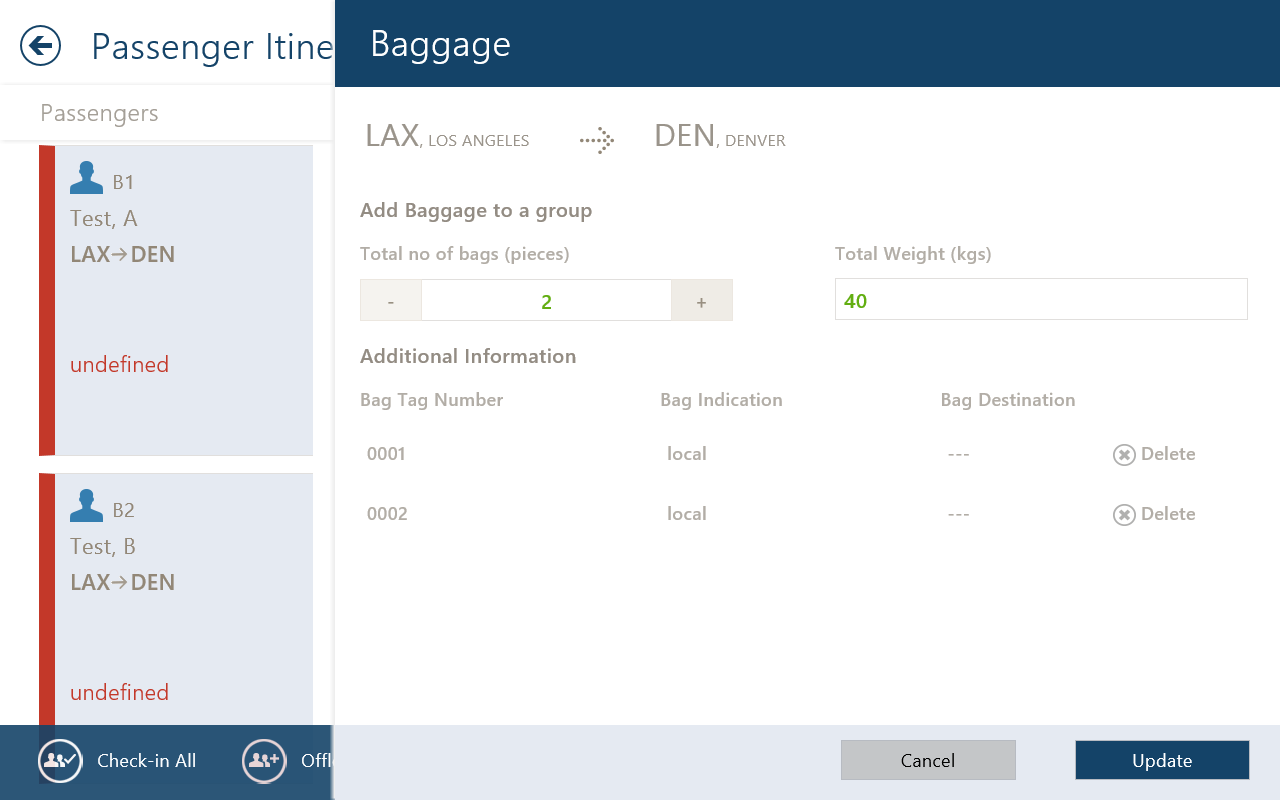 Passenger Itine
Passengers
B1
Test, A
LAX→DEN
undefined
B2
Test, B
LAX→DEN
undefined
Check-in All
Baggage
LAX, LOS ANGELES
DEN, DENVER
Add Baggage to a group
Total no of bags (pieces)
Total Weight (kgs)
- 2 +
40
Additional Information
Bag Tag Number Bag Indication Bag Destination
0001 local --- Delete
0002 local --- Delete
Cancel
Update